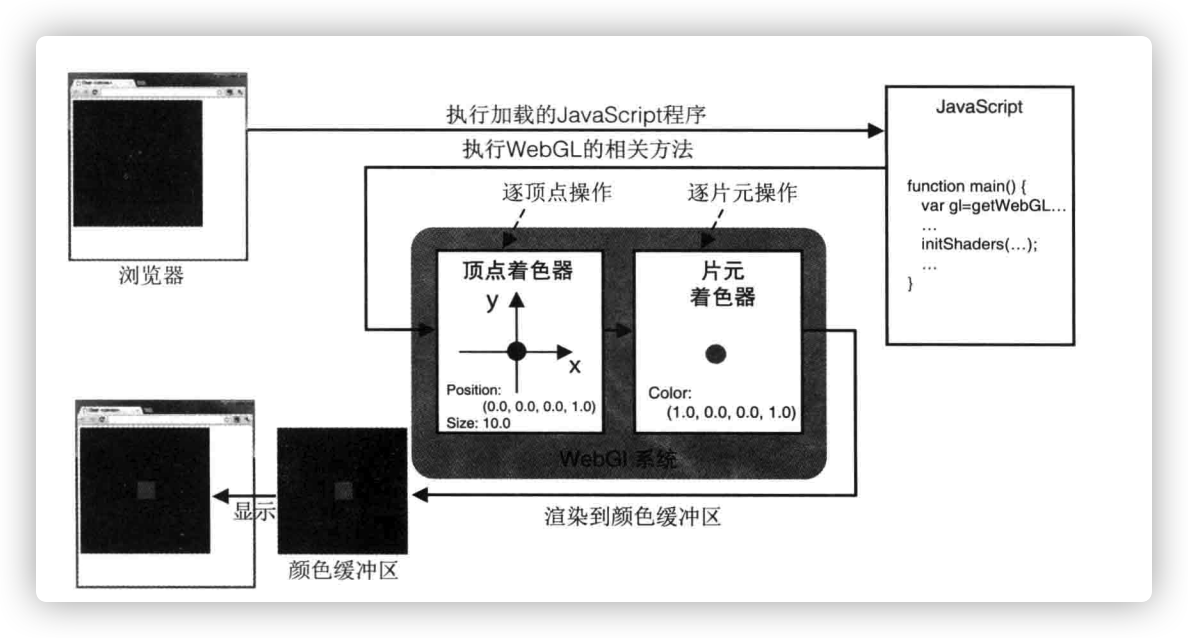 执行加载的JavaScript程序
JavaScript
执行WebGL的相关方法
function main() {
var gl=getWebGL...
...
initShaders(...);
...
}
逐顶点操作
逐片元操作
浏览器
顶点着色器
y
x
Position:
(0.0, 0.0, 0.0, 1.0)
Size: 10.0
片元
着色器
Color:
(1.0, 0.0, 0.0, 1.0)
WebGl 系统
显示
渲染到颜色缓冲区
颜色缓冲区